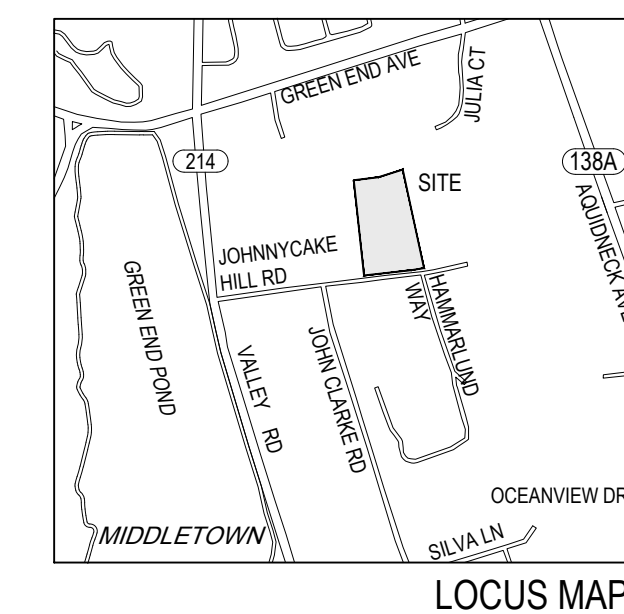 GREEN END AVE
JULIA CT
214
138A
SITE
AQUIDNECK AVE
JOHNNYCAKE
HILL RD
GREEN END POND
HAMMARLUND
WAY
VALLEY RD
JOHN CLARKE RD
OCEANVIEW DR
MIDDLETOWN
SILVA LN
LOCUS MAP